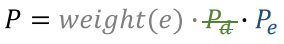 P = weight(e) · P_a · P_e